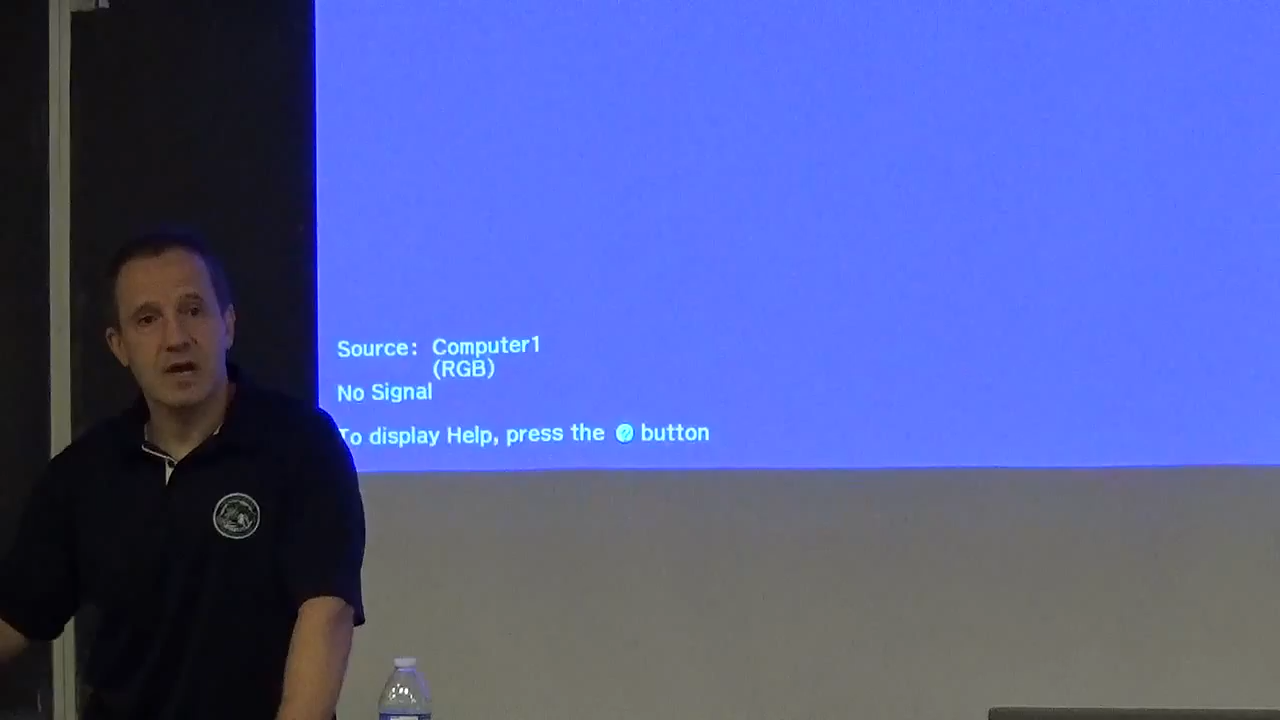 Source: Computer1
(RGB)
No Signal
To display Help, press the ? button